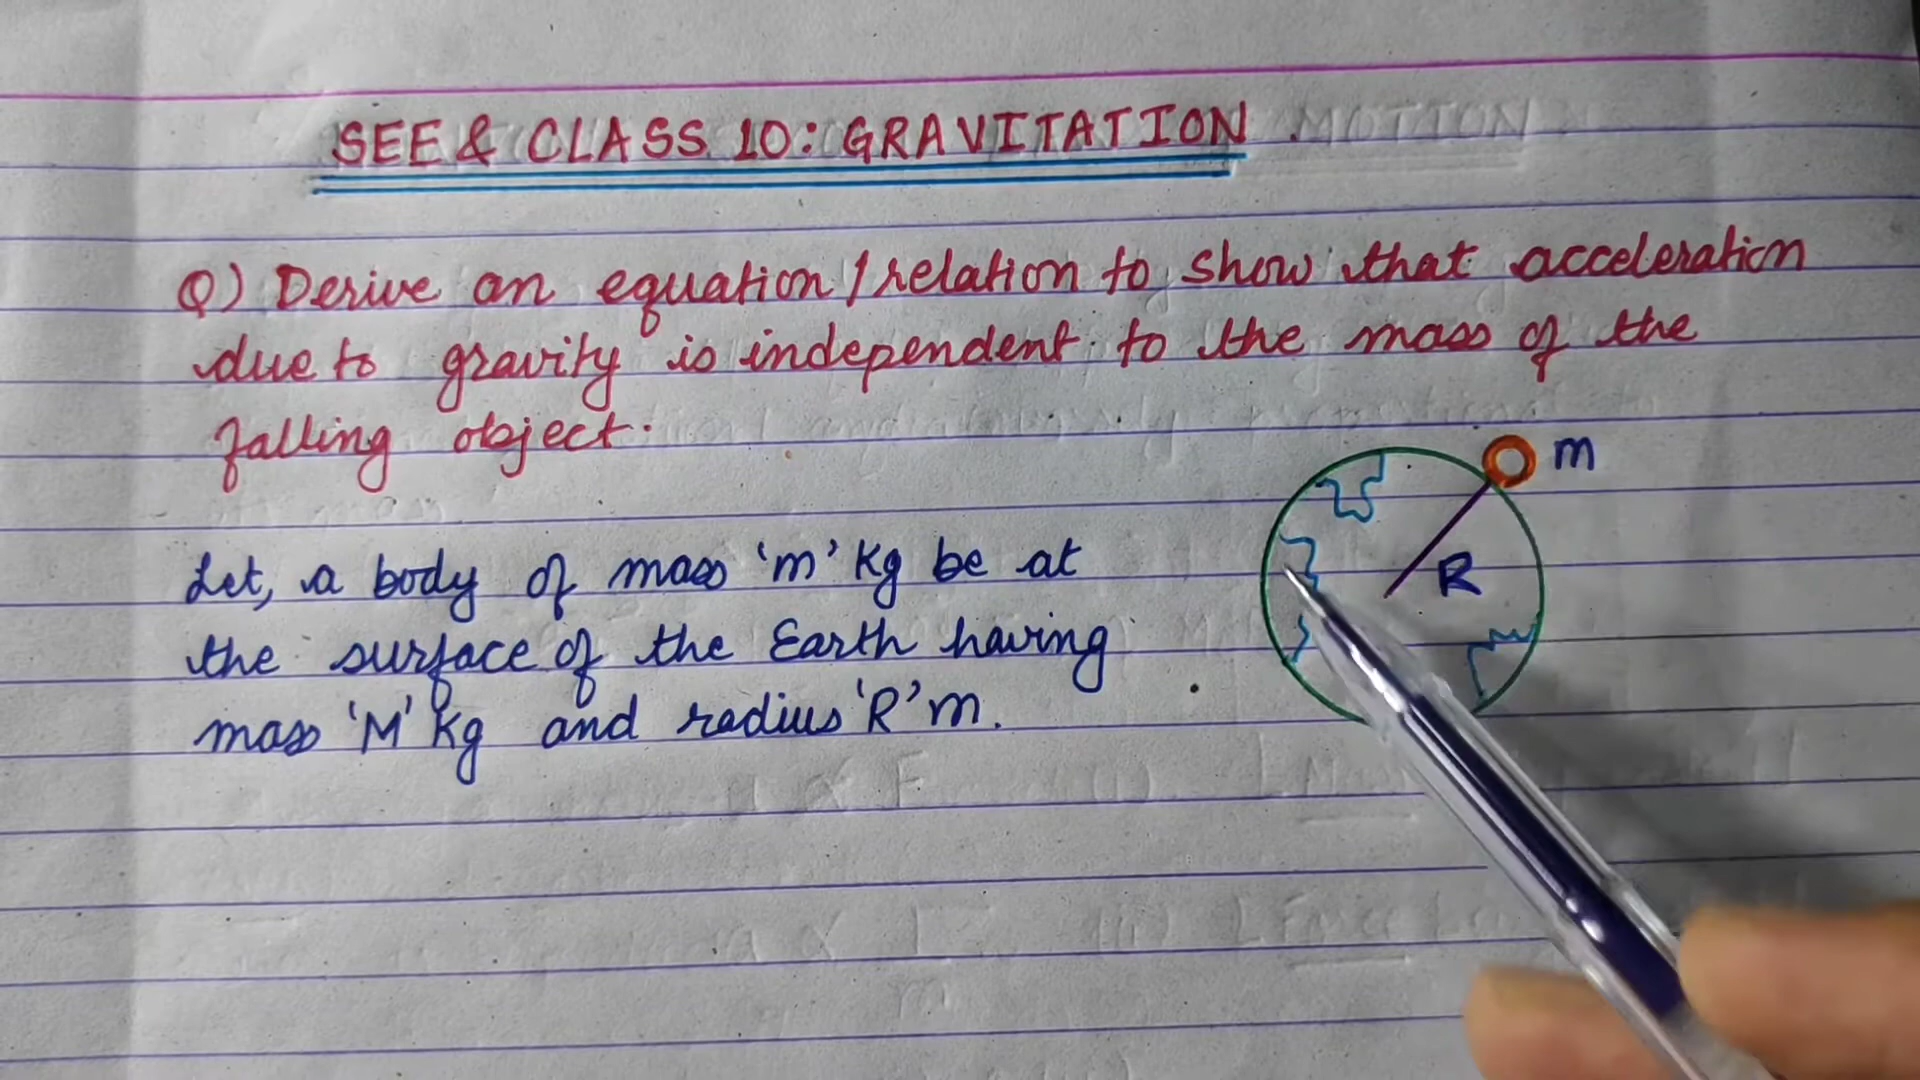 SEE & CLASS 10: GRAVITATION.
MOTION
Q) Derive an equation/relation to show that acceleration
due to gravity is independent to the mass of the
falling object.
m
R
Let, a body of mass 'm' Kg be at
the surface of the Earth having
mass 'M' Kg and radius 'R' m.